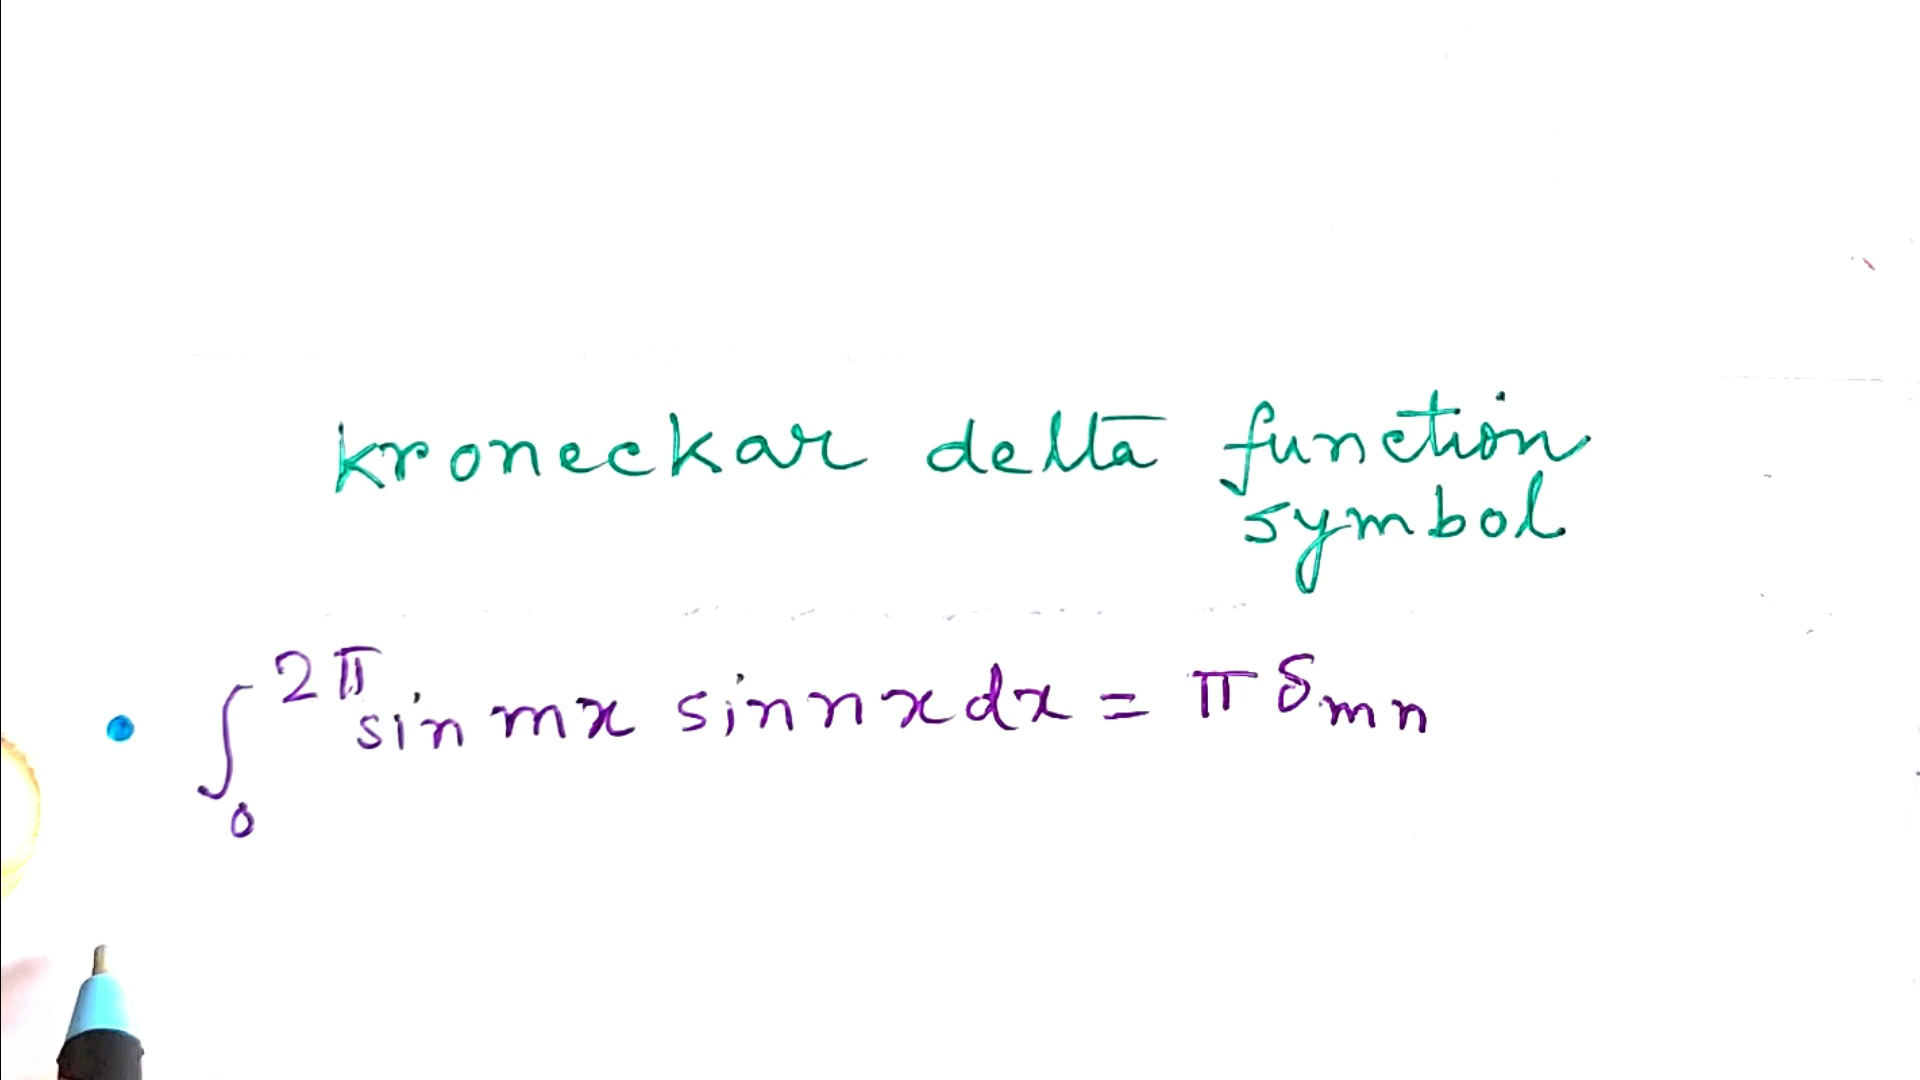 kroneckar delta function
symbol
∫₀^2π sin mx sin nx dx = π δmn